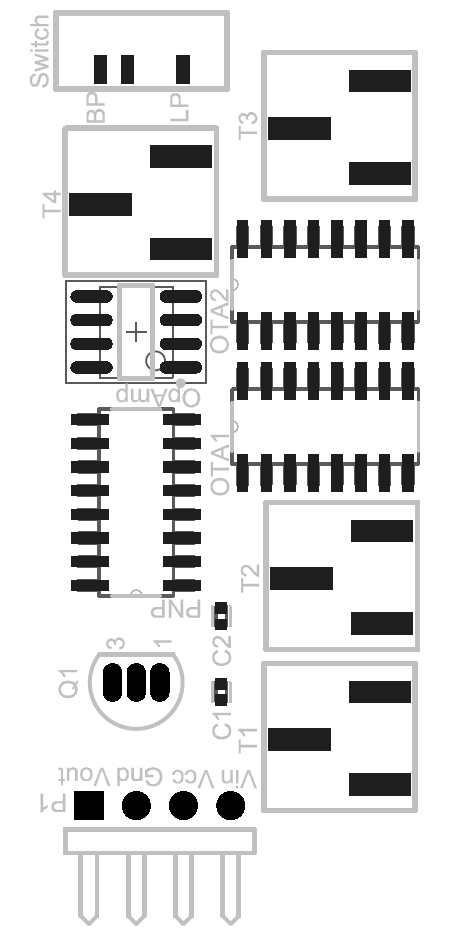 Switch
BP
LP
T3
T4
OTA2
OpAmp
OTA1
PNP
T2
C2
Q1
3
1
C1
T1
Vout Gnd Vcc Vin
P1